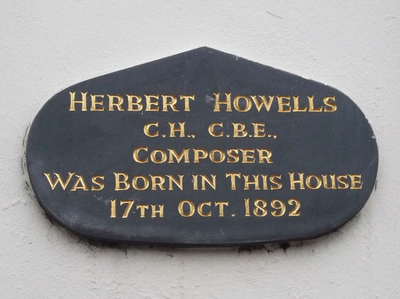 Herbert Howells
C.H., C.B.E.,
Composer
Was Born in This House
17th Oct. 1892